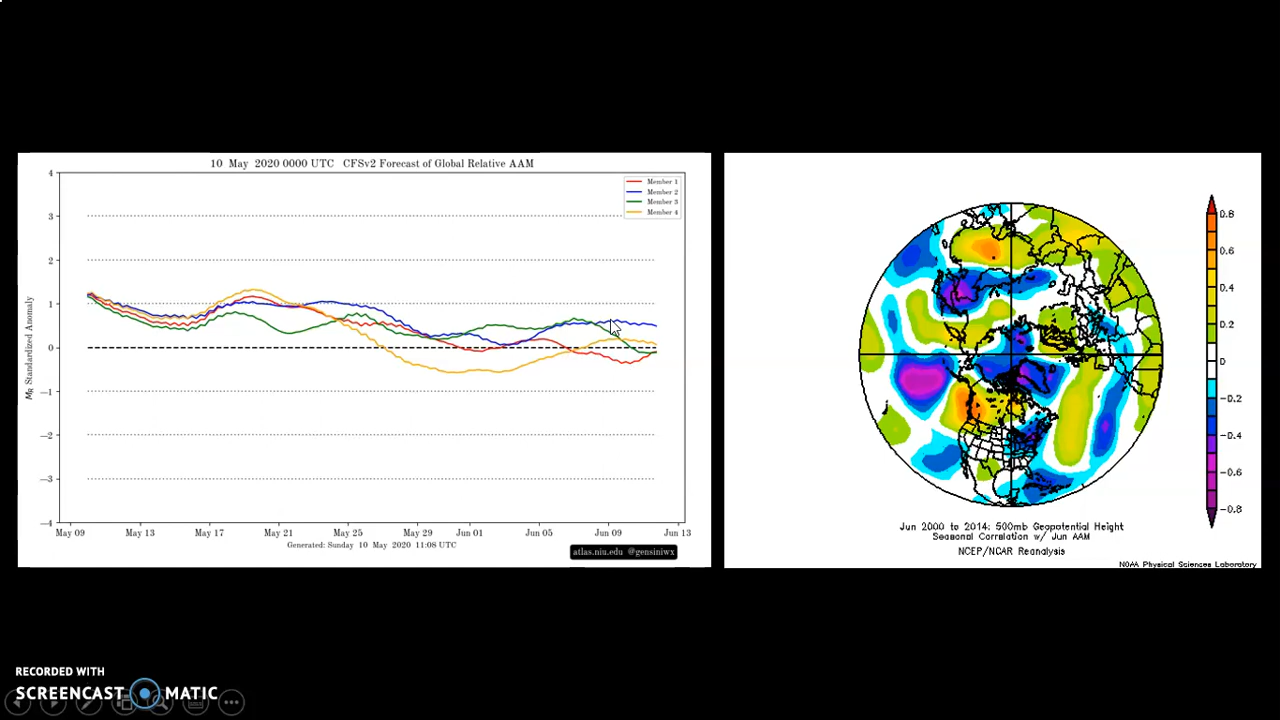 10 May 2020 0000 UTC CFSv2 Forecast of Global Relative AAM
Member 1
Member 2
Member 3
Member 4
4
3
2
1
0
−1
−2
−3
−4
M_R Standardized Anomaly
May 09
May 13
May 17
May 21
May 25
May 29
Jun 01
Jun 05
Jun 09
Jun 13
Generated: Sunday 10 May 2020 11:08 UTC
atlas.niu.edu @gensiniwx
0.8
0.6
0.4
0.2
0
−0.2
−0.4
−0.6
−0.8
Jun 2000 to 2014: 500mb Geopotential Height
Seasonal Correlation w/ Jun AAM
NCEP/NCAR Reanalysis
NOAA Physical Sciences Laboratory
RECORDED WITH
SCREENCAST MATIC